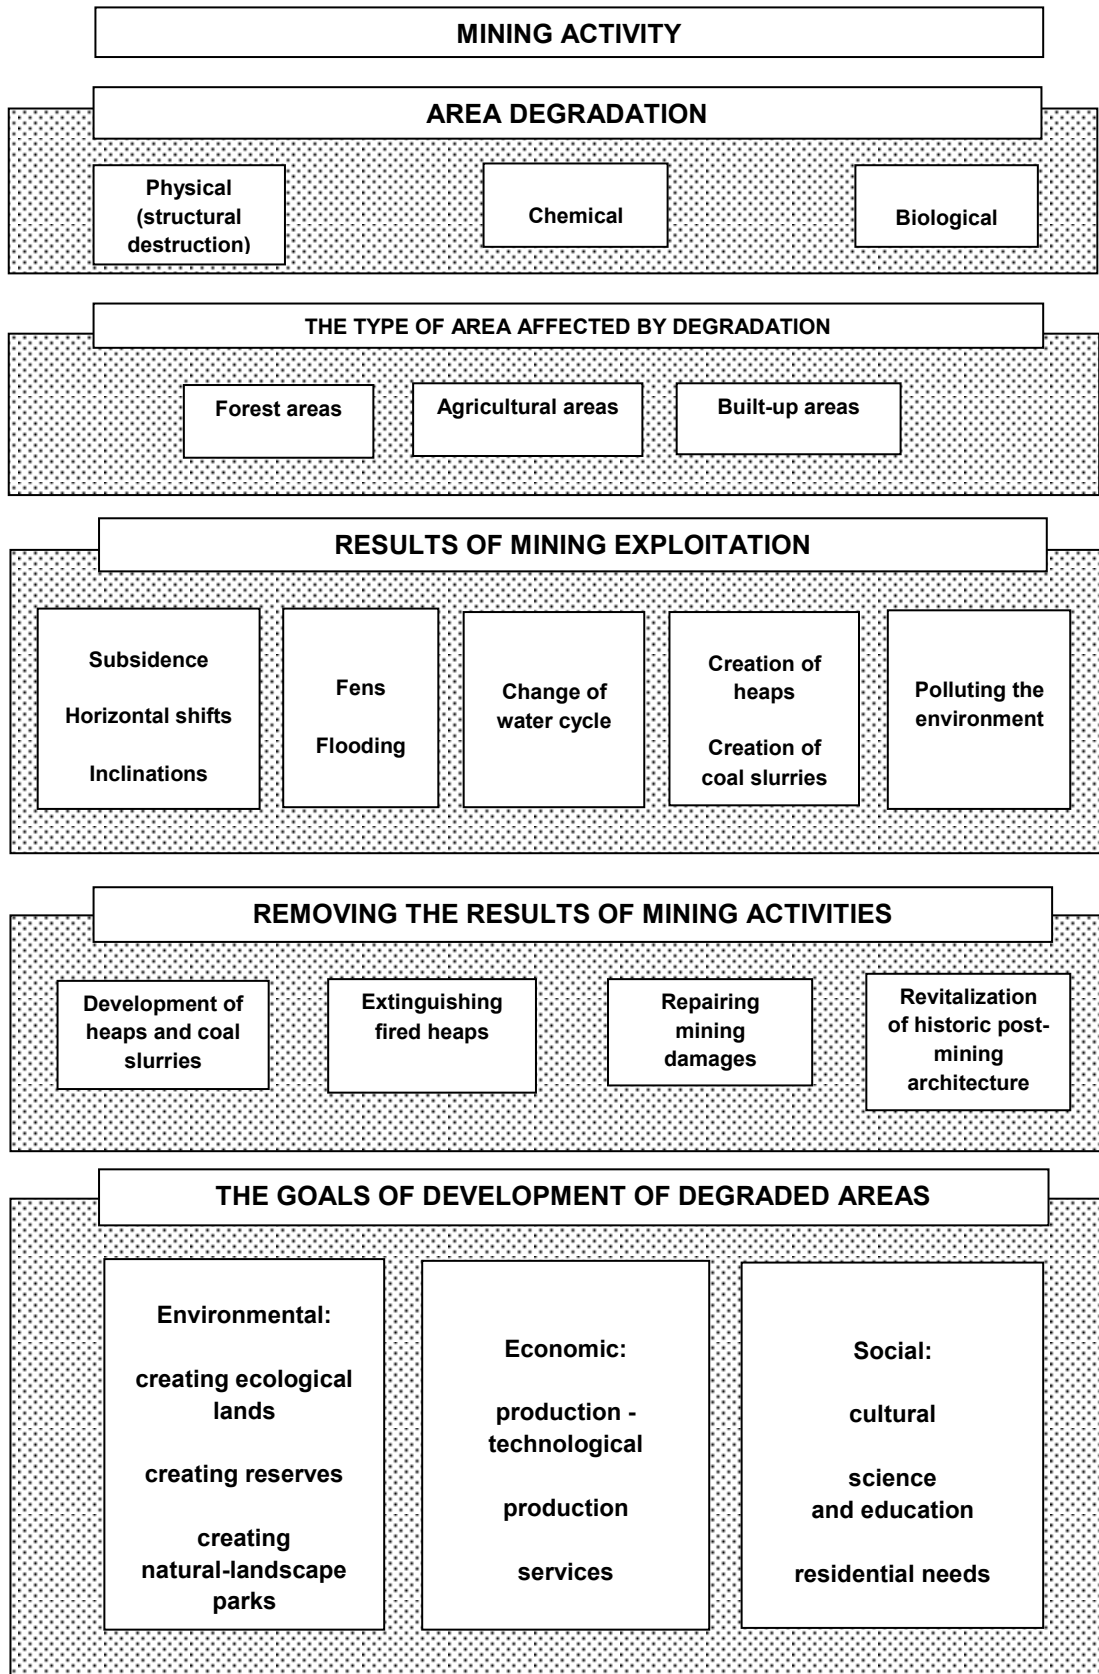 MINING ACTIVITY
AREA DEGRADATION
Physical
(structural
destruction)
Chemical
Biological
THE TYPE OF AREA AFFECTED BY DEGRADATION
Forest areas
Agricultural areas
Built-up areas
RESULTS OF MINING EXPLOITATION
Subsidence
Horizontal shifts
Inclinations
Fens
Flooding
Change of
water cycle
Creation of
heaps
Creation of
coal slurries
Polluting the
environment
REMOVING THE RESULTS OF MINING ACTIVITIES
Development of
heaps and coal
slurries
Extinguishing
fired heaps
Repairing
mining
damages
Revitalization
of historic post-
mining
architecture
THE GOALS OF DEVELOPMENT OF DEGRADED AREAS
Environmental:
creating ecological
lands
creating reserves
creating
natural-landscape
parks
Economic:
production -
technological
production
services
Social:
cultural
science
and education
residential needs